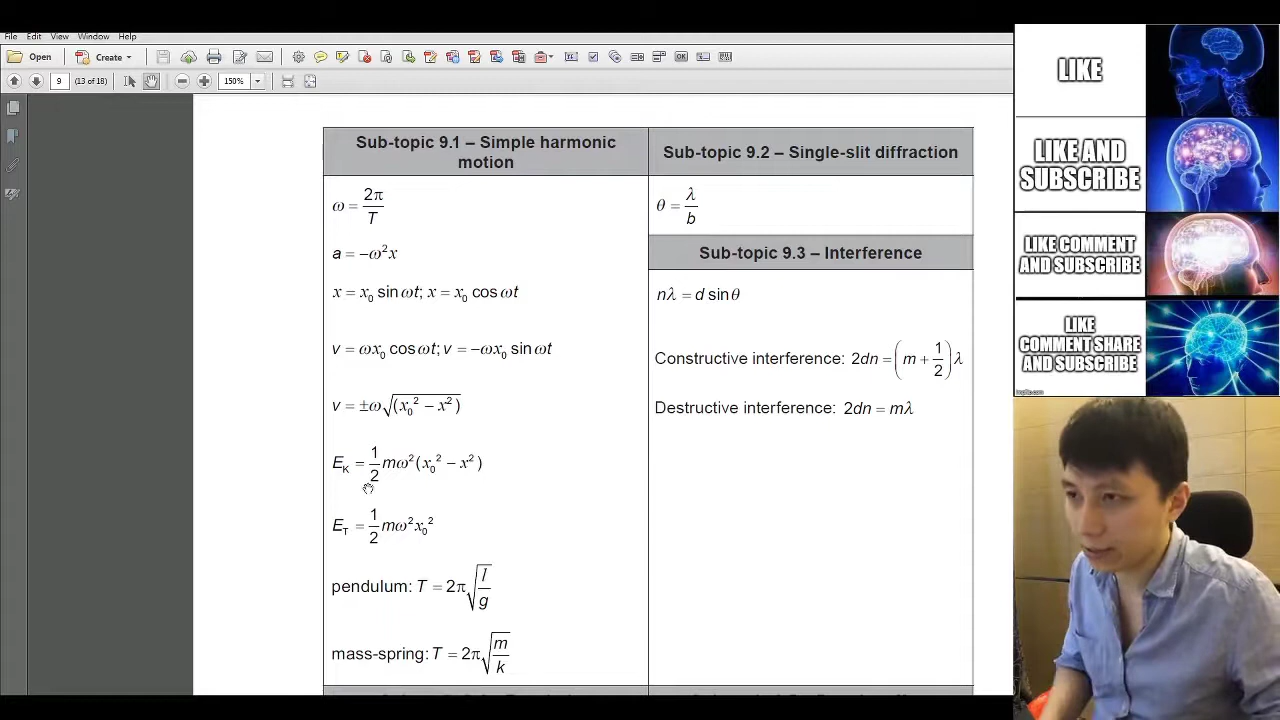 File Edit View Window Help
Open Create
9 (13 of 18) 150%
Sub-topic 9.1 – Simple harmonic
motion
ω = 2π/T
a = −ω²x
x = x₀ sin ωt; x = x₀ cos ωt
v = ωx₀ cos ωt; v = −ωx₀ sin ωt
v = ±ω√(x₀² − x²)
E_K = 1/2 mω²(x₀² − x²)
E_T = 1/2 mω²x₀²
pendulum: T = 2π√(l/g)
mass-spring: T = 2π√(m/k)
Sub-topic 9.2 – Single-slit diffraction
θ = λ/b
Sub-topic 9.3 – Interference
nλ = d sin θ
Constructive interference: 2dn = (m + 1/2)λ
Destructive interference: 2dn = mλ
LIKE
LIKE AND
SUBSCRIBE
LIKE COMMENT
AND SUBSCRIBE
LIKE
COMMENT SHARE
AND SUBSCRIBE
imgflip.com